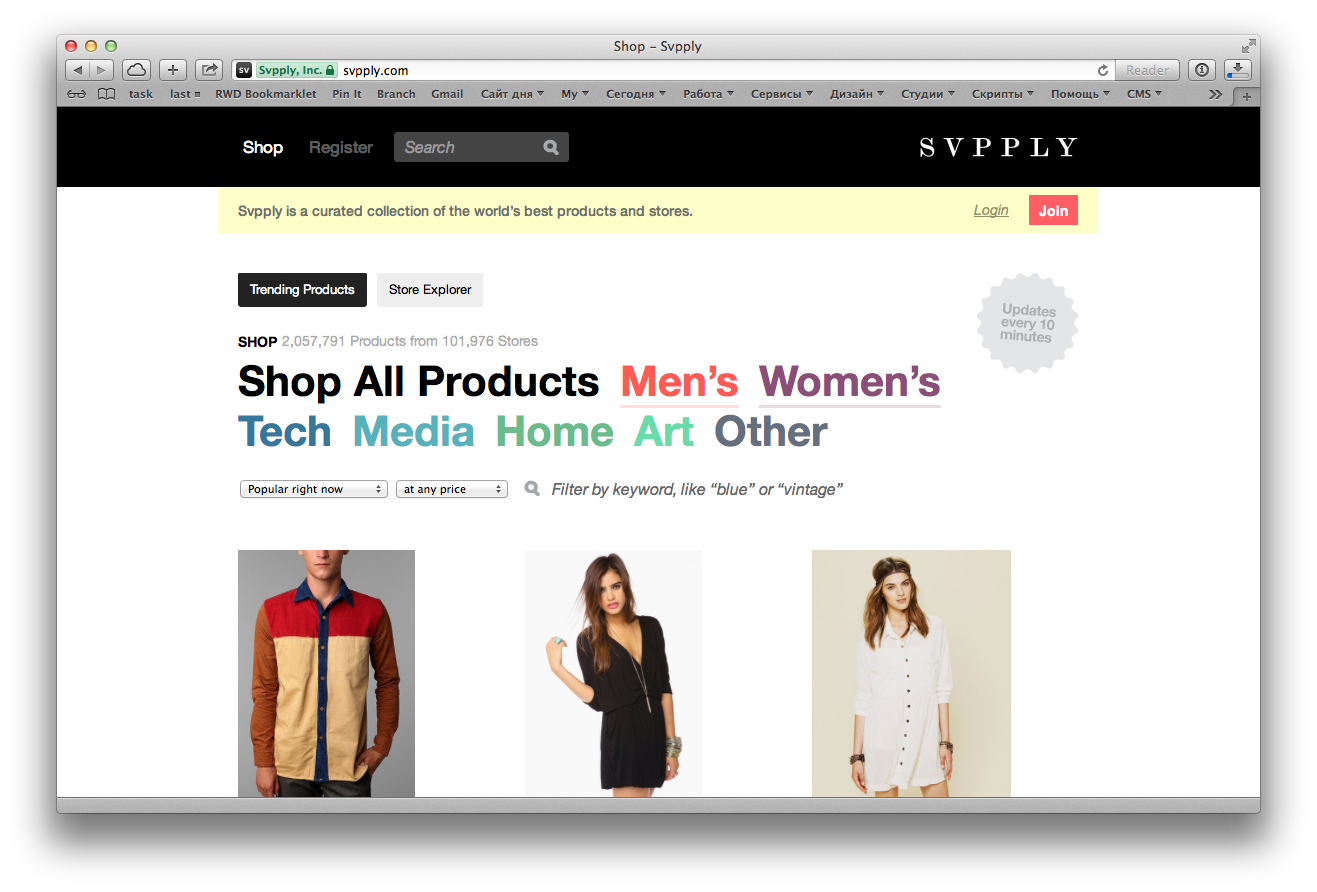 Shop – Svpply
sv Svpply, Inc. svpply.com Reader
task last RWD Bookmarklet Pin It Branch Gmail Сайт дня Му Сегодня Работа Сервисы Дизайн Студии Скрипты Помощь CMS
Shop Register Search SVPPLY
Svpply is a curated collection of the world’s best products and stores. Login Join
Trending Products Store Explorer
Updates
every 10
minutes
SHOP 2,057,791 Products from 101,976 Stores
Shop All Products Men’s Women’s
Tech Media Home Art Other
Popular right now at any price Filter by keyword, like “blue” or “vintage”